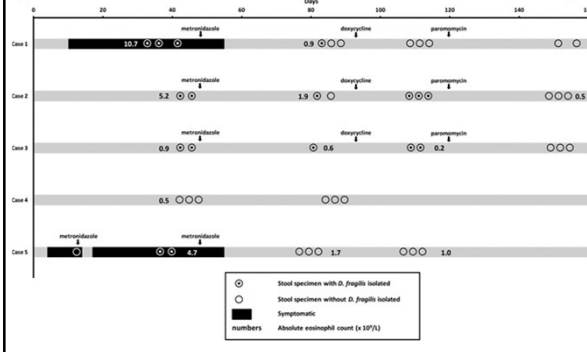 Days
0 20 40 60 80 100 120 140
metronidazole doxycycline paromomycin
Case 1 10.7 0.9
metronidazole doxycycline paromomycin
Case 2 5.2 1.9 0.5
metronidazole doxycycline paromomycin
Case 3 0.9 0.6 0.2
Case 4 0.5
metronidazole metronidazole
Case 5 4.7 1.7 1.0
Stool specimen with D. fragilis isolated
Stool specimen without D. fragilis isolated
Symptomatic
numbers Absolute eosinophil count (x 10⁹/L)